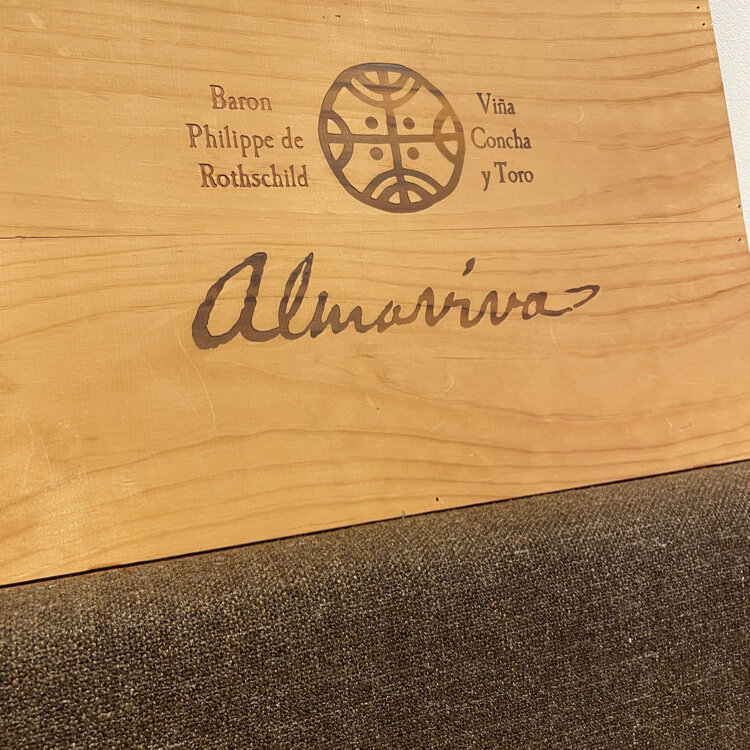 Baron
Philippe de
Rothschild
Viña
Concha
y Toro
Almaviva